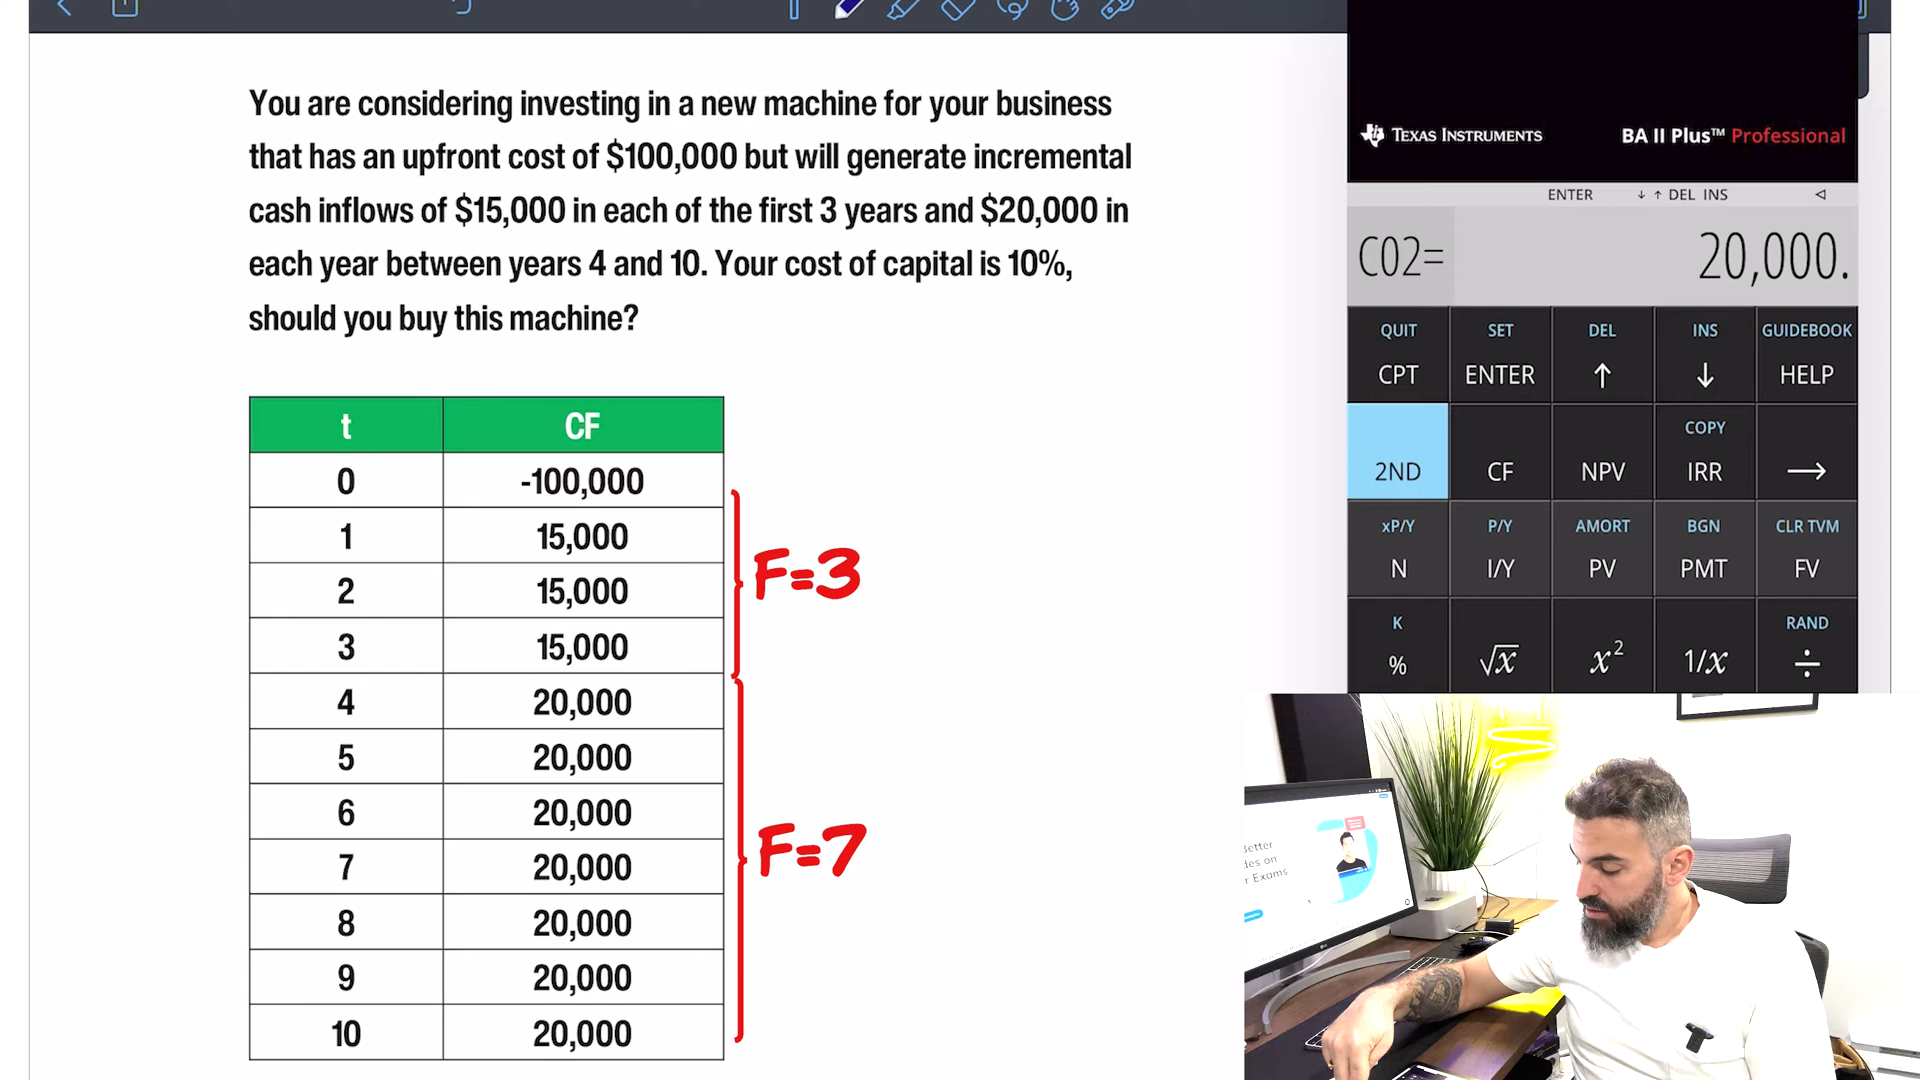 You are considering investing in a new machine for your business
that has an upfront cost of $100,000 but will generate incremental
cash inflows of $15,000 in each of the first 3 years and $20,000 in
each year between years 4 and 10. Your cost of capital is 10%,
should you buy this machine?
t CF
0 -100,000
1 15,000
2 15,000
3 15,000
4 20,000
5 20,000
6 20,000
7 20,000
8 20,000
9 20,000
10 20,000
F=3
F=7
TEXAS INSTRUMENTS BA II Plus™ Professional
ENTER ↓ ↑ DEL INS ◁
C02= 20,000.
QUIT SET DEL INS GUIDEBOOK
CPT ENTER ↑ ↓ HELP
COPY
2ND CF NPV IRR →
xP/Y P/Y AMORT BGN CLR TVM
N I/Y PV PMT FV
K RAND
% √x x² 1/x ÷
Better
des on
r Exams